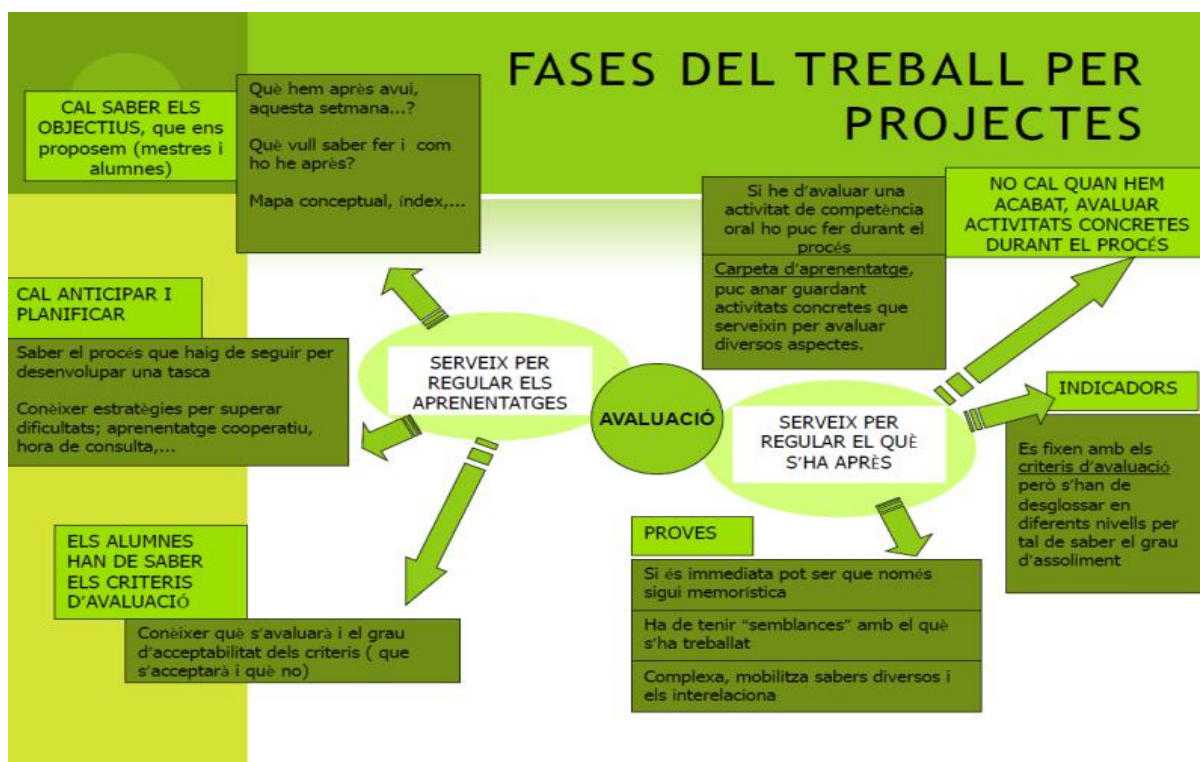 FASES DEL TREBALL PER
PROJECTES
CAL SABER ELS
OBJECTIUS, que ens
proposem (mestres i
alumnes)
Què hem après avui,
aquesta setmana...?
Què vull saber fer i com
ho he après?
Mapa conceptual, índex,...
CAL ANTICIPAR I
PLANIFICAR
Saber el procés que haig de seguir per
desenvolupar una tasca
Conèixer estratègies per superar
dificultats; aprenentatge cooperatiu,
hora de consulta,...
ELS ALUMNES
HAN DE SABER
ELS CRITERIS
D'AVALUACIÓ
Conèixer què s'avaluarà i el grau
d'acceptabilitat dels criteris ( que
s'acceptarà i què no)
SERVEIX PER
REGULAR ELS
APRENENTATGES
AVALUACIÓ
SERVEIX PER
REGULAR EL QUÈ
S'HA APRÈS
Si he d'avaluar una
activitat de competència
oral ho puc fer durant el
procés
Carpeta d'aprenentatge,
puc anar guardant
activitats concretes que
serveixin per avaluar
diversos aspectes.
NO CAL QUAN HEM
ACABAT, AVALUAR
ACTIVITATS CONCRETES
DURANT EL PROCÉS
INDICADORS
Es fixen amb els
criteris d'avaluació
però s'han de
desglossar en
diferents nivells per
tal de saber el grau
d'assoliment
PROVES
Si és immediata pot ser que només
sigui memorística
Ha de tenir "semblances" amb el què
s'ha treballat
Complexa, mobilitza sabers diversos i
els interelaciona